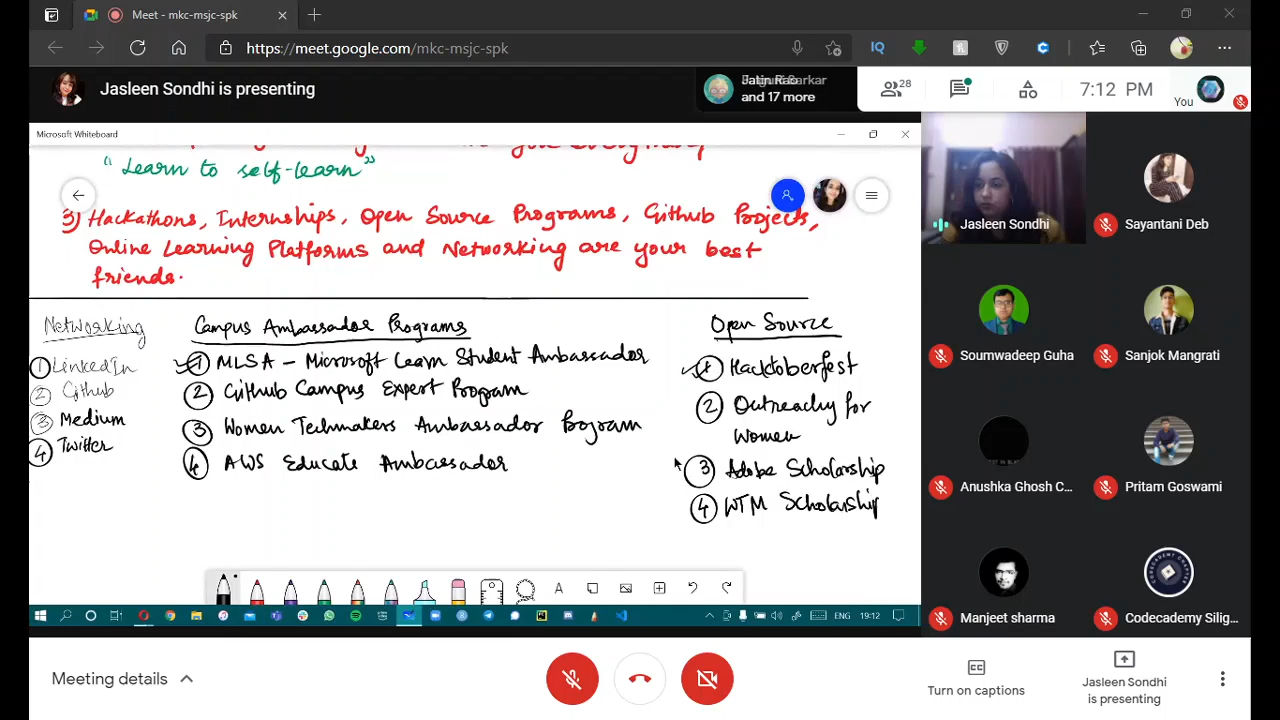 Meet - mkc-msjc-spk
https://meet.google.com/mkc-msjc-spk
IQ
Jasleen Sondhi is presenting
and 17 more
28
7:12 PM
You
Microsoft Whiteboard
"Learn to self-learn"
3) Hackathons, Internships, Open Source Programs, Github Projects,
Online Learning Platforms and Networking are your best
friends.
Networking
1 LinkedIn
2 Github
3 Medium
4 Twitter
Campus Ambassador Programs
1 MLSA - Microsoft Learn Student Ambassador
2 Github Campus Expert Program
3 Women Techmakers Ambassador Program
4 AWS Educate Ambassador
Open Source
1 Hacktoberfest
2 Outreachy for
Women
3 Adobe Scholarship
4 WTM Scholarship
ENG
19:12
Jasleen Sondhi
Sayantani Deb
Soumwadeep Guha
Sanjok Mangrati
Anushka Ghosh C...
Pritam Goswami
Manjeet sharma
Codecademy Silig...
Meeting details
Turn on captions
Jasleen Sondhi
is presenting